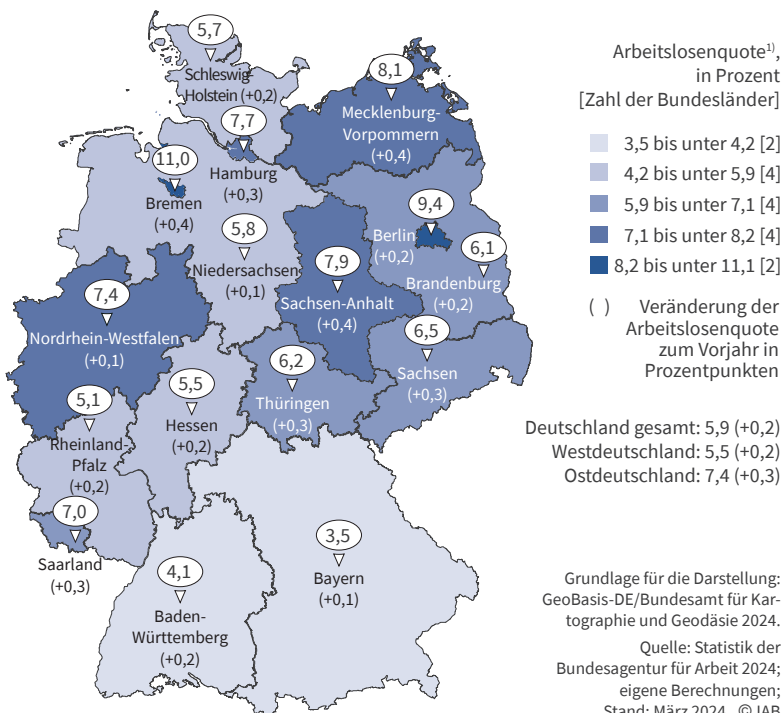 5,7
Schleswig-
Holstein (+0,2)
8,1
Mecklenburg-
Vorpommern
(+0,4)
7,7
Hamburg
(+0,3)
11,0
Bremen
(+0,4)
9,4
Berlin
(+0,2)
5,8
Niedersachsen
(+0,1)
6,1
Brandenburg
(+0,2)
7,9
Sachsen-Anhalt
(+0,4)
7,4
Nordrhein-Westfalen
(+0,1)
6,5
Sachsen
(+0,3)
6,2
Thüringen
(+0,3)
5,5
Hessen
(+0,2)
5,1
Rheinland-
Pfalz
(+0,2)
7,0
Saarland
(+0,3)
3,5
Bayern
(+0,1)
4,1
Baden-
Württemberg
(+0,2)
Arbeitslosenquote¹⁾,
in Prozent
[Zahl der Bundesländer]
3,5 bis unter 4,2 [2]
4,2 bis unter 5,9 [4]
5,9 bis unter 7,1 [4]
7,1 bis unter 8,2 [4]
8,2 bis unter 11,1 [2]
( ) Veränderung der
Arbeitslosenquote
zum Vorjahr in
Prozentpunkten
Deutschland gesamt: 5,9 (+0,2)
Westdeutschland: 5,5 (+0,2)
Ostdeutschland: 7,4 (+0,3)
Grundlage für die Darstellung:
GeoBasis-DE/Bundesamt für Kar-
tographie und Geodäsie 2024.
Quelle: Statistik der
Bundesagentur für Arbeit 2024;
eigene Berechnungen;
Stand: März 2024. © IAB